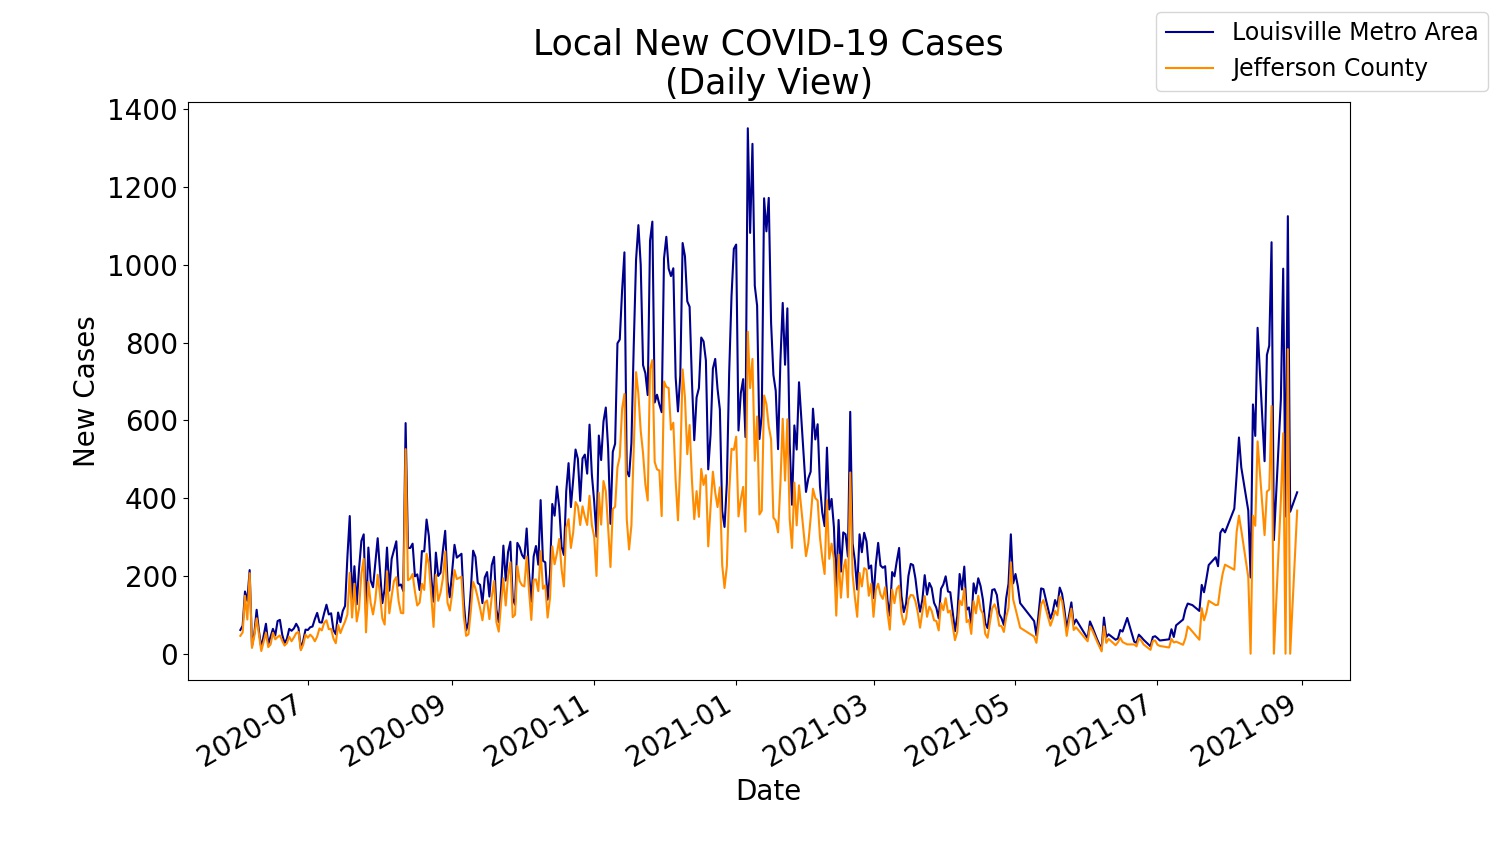 Local New COVID-19 Cases
(Daily View)
Louisville Metro Area
Jefferson County
New Cases
1400
1200
1000
800
600
400
200
0
2020-07
2020-09
2020-11
2021-01
2021-03
2021-05
2021-07
2021-09
Date